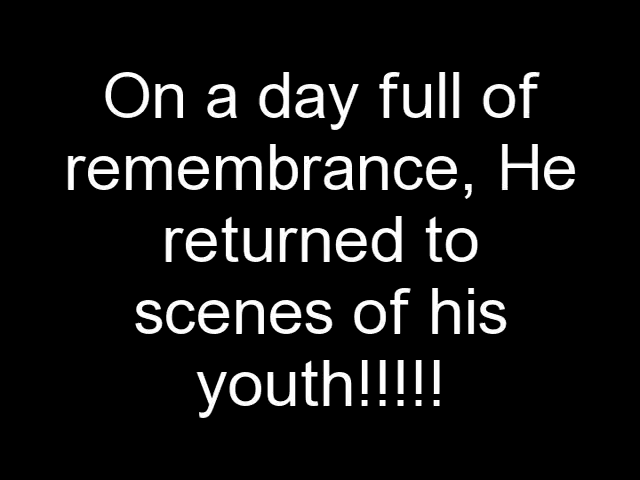 On a day full of
remembrance, He
returned to
scenes of his
youth!!!!!